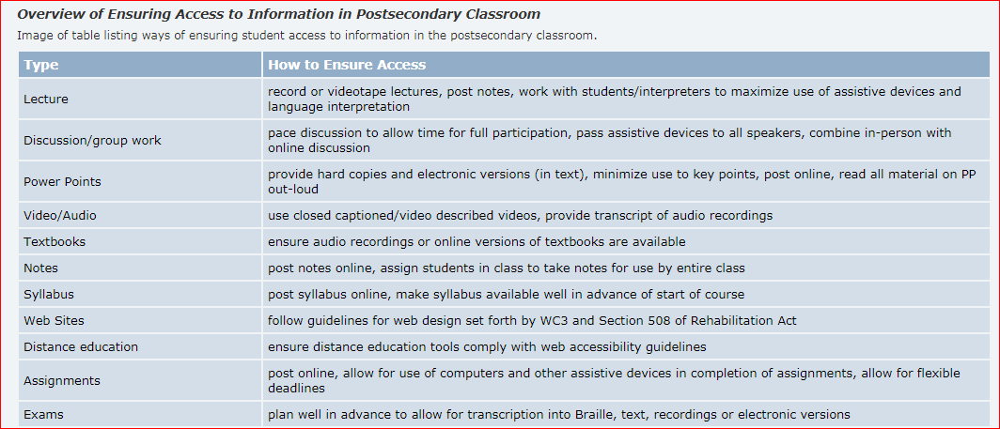 Overview of Ensuring Access to Information in Postsecondary Classroom
Image of table listing ways of ensuring student access to information in the postsecondary classroom.
Type How to Ensure Access
Lecture record or videotape lectures, post notes, work with students/interpreters to maximize use of assistive devices and
language interpretation
Discussion/group work pace discussion to allow time for full participation, pass assistive devices to all speakers, combine in-person with
online discussion
Power Points provide hard copies and electronic versions (in text), minimize use to key points, post online, read all material on PP
out-loud
Video/Audio use closed captioned/video described videos, provide transcript of audio recordings
Textbooks ensure audio recordings or online versions of textbooks are available
Notes post notes online, assign students in class to take notes for use by entire class
Syllabus post syllabus online, make syllabus available well in advance of start of course
Web Sites follow guidelines for web design set forth by WC3 and Section 508 of Rehabilitation Act
Distance education ensure distance education tools comply with web accessibility guidelines
Assignments post online, allow for use of computers and other assistive devices in completion of assignments, allow for flexible
deadlines
Exams plan well in advance to allow for transcription into Braille, text, recordings or electronic versions